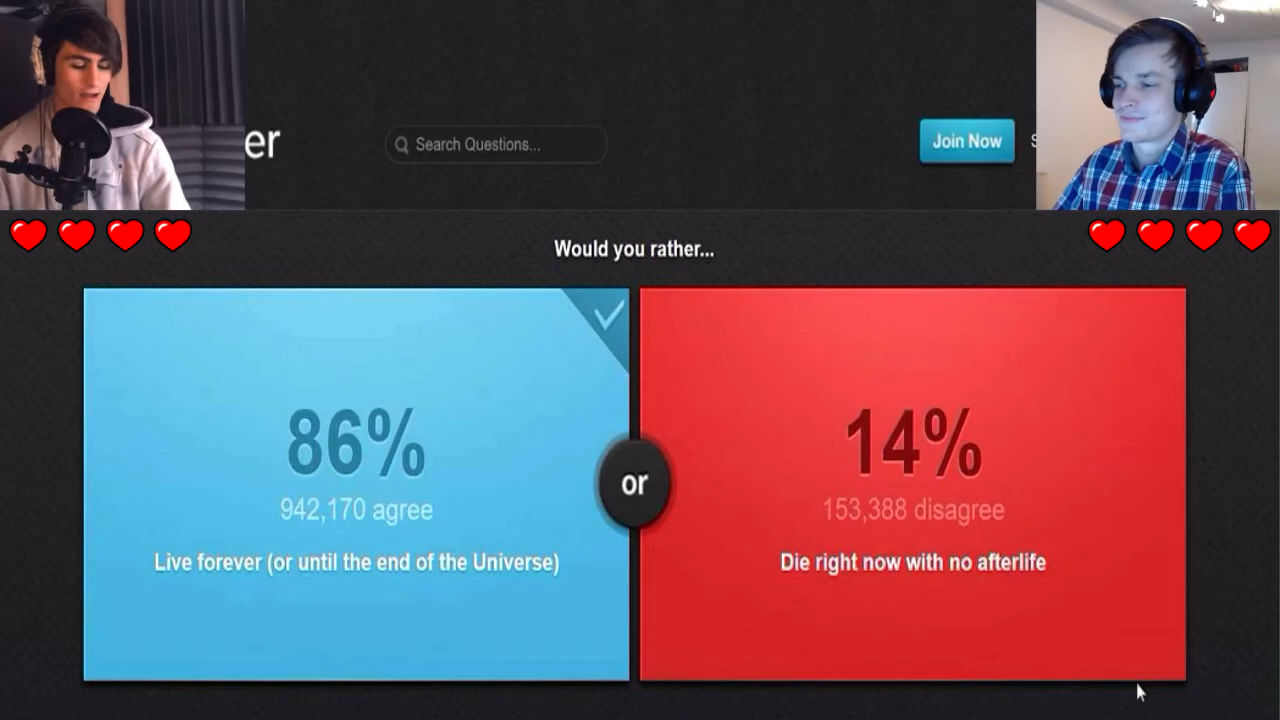 er
Search Questions...
Join Now
S
Would you rather...
86%
942,170 agree
Live forever (or until the end of the Universe)
or
14%
153,388 disagree
Die right now with no afterlife